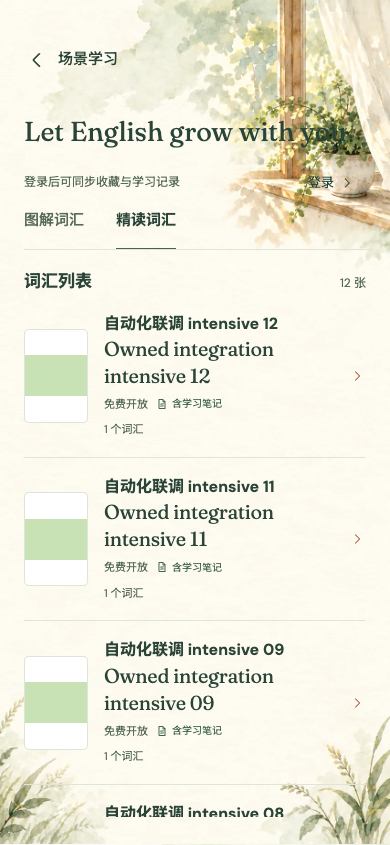 场景学习
Let English grow with you.
登录后可同步收藏与学习记录
登录
图解词汇
精读词汇
词汇列表
12 张
自动化联调 intensive 12
Owned integration
intensive 12
免费开放
含学习笔记
1 个词汇
自动化联调 intensive 11
Owned integration
intensive 11
免费开放
含学习笔记
1 个词汇
自动化联调 intensive 09
Owned integration
intensive 09
免费开放
含学习笔记
1 个词汇
自动化联调 intensive 08